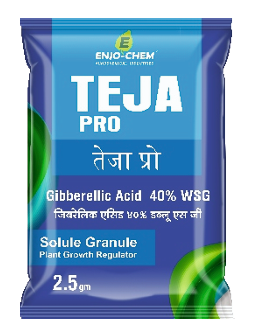 ENJO-CHEM
TEJA
PRO
तेजा प्रो
Gibberellic Acid 40% WSG
जिबरेलिक एसिड ४०% डब्लू एस जी
Solule Granule
Plant Growth Regulator
2.5 gm